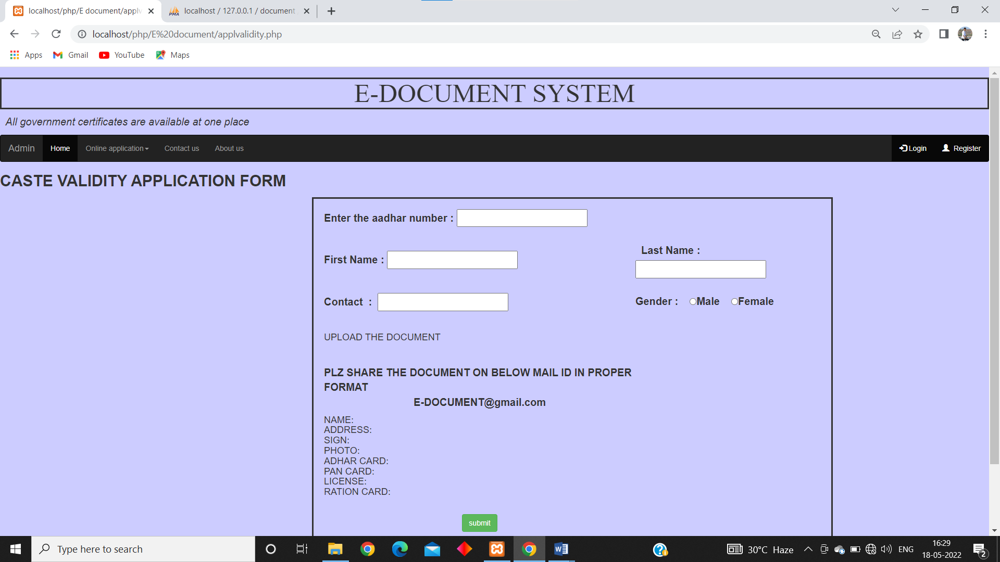 localhost/php/E document/applv
localhost / 127.0.0.1 / document
localhost/php/E%20document/applvalidity.php
Apps
Gmail
YouTube
Maps
E-DOCUMENT SYSTEM
All government certificates are available at one place
Admin
Home
Online application
Contact us
About us
Login
Register
CASTE VALIDITY APPLICATION FORM
Enter the aadhar number :
First Name :
Last Name :
Contact :
Gender : Male Female
UPLOAD THE DOCUMENT
PLZ SHARE THE DOCUMENT ON BELOW MAIL ID IN PROPER
FORMAT
E-DOCUMENT@gmail.com
NAME:
ADDRESS:
SIGN:
PHOTO:
ADHAR CARD:
PAN CARD:
LICENSE:
RATION CARD:
submit
Type here to search
30°C Haze
ENG
16:29
18-05-2022
2